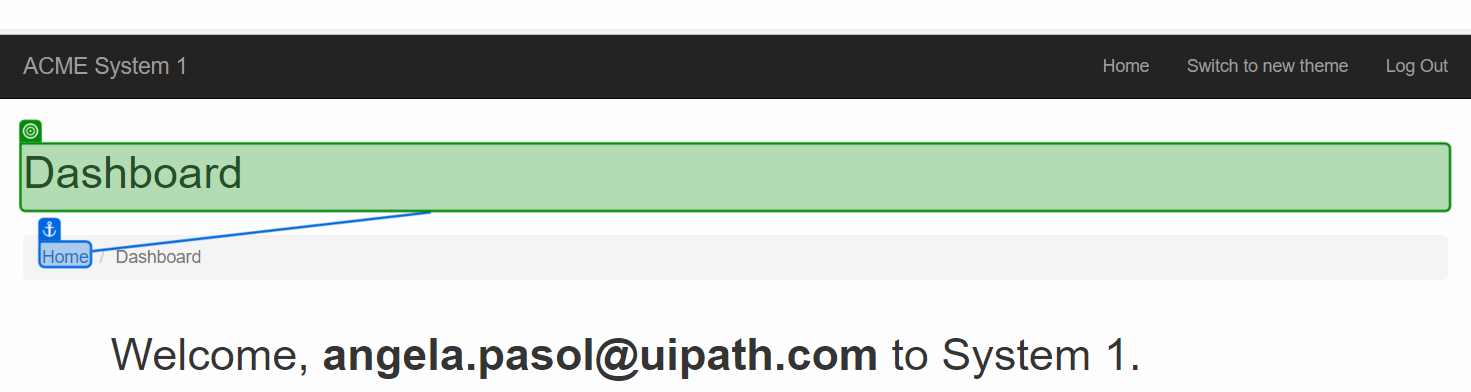 ACME System 1 Home Switch to new theme Log Out
Dashboard
Home / Dashboard
Welcome, angela.pasol@uipath.com to System 1.